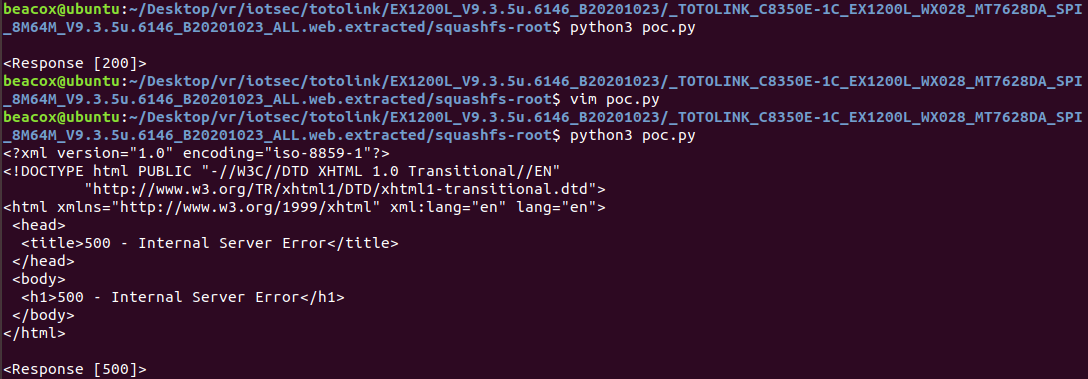 beacox@ubuntu:~/Desktop/vr/iotsec/totolink/EX1200L_V9.3.5u.6146_B20201023/_TOTOLINK_C8350E-1C_EX1200L_WX028_MT7628DA_SPI
_8M64M_V9.3.5u.6146_B20201023_ALL.web.extracted/squashfs-root$ python3 poc.py
<Response [200]>
beacox@ubuntu:~/Desktop/vr/iotsec/totolink/EX1200L_V9.3.5u.6146_B20201023/_TOTOLINK_C8350E-1C_EX1200L_WX028_MT7628DA_SPI
_8M64M_V9.3.5u.6146_B20201023_ALL.web.extracted/squashfs-root$ vim poc.py
beacox@ubuntu:~/Desktop/vr/iotsec/totolink/EX1200L_V9.3.5u.6146_B20201023/_TOTOLINK_C8350E-1C_EX1200L_WX028_MT7628DA_SPI
_8M64M_V9.3.5u.6146_B20201023_ALL.web.extracted/squashfs-root$ python3 poc.py
<?xml version="1.0" encoding="iso-8859-1"?>
<!DOCTYPE html PUBLIC "-//W3C//DTD XHTML 1.0 Transitional//EN"
         "http://www.w3.org/TR/xhtml1/DTD/xhtml1-transitional.dtd">
<html xmlns="http://www.w3.org/1999/xhtml" xml:lang="en" lang="en">
 <head>
  <title>500 - Internal Server Error</title>
 </head>
 <body>
  <h1>500 - Internal Server Error</h1>
 </body>
</html>
<Response [500]>